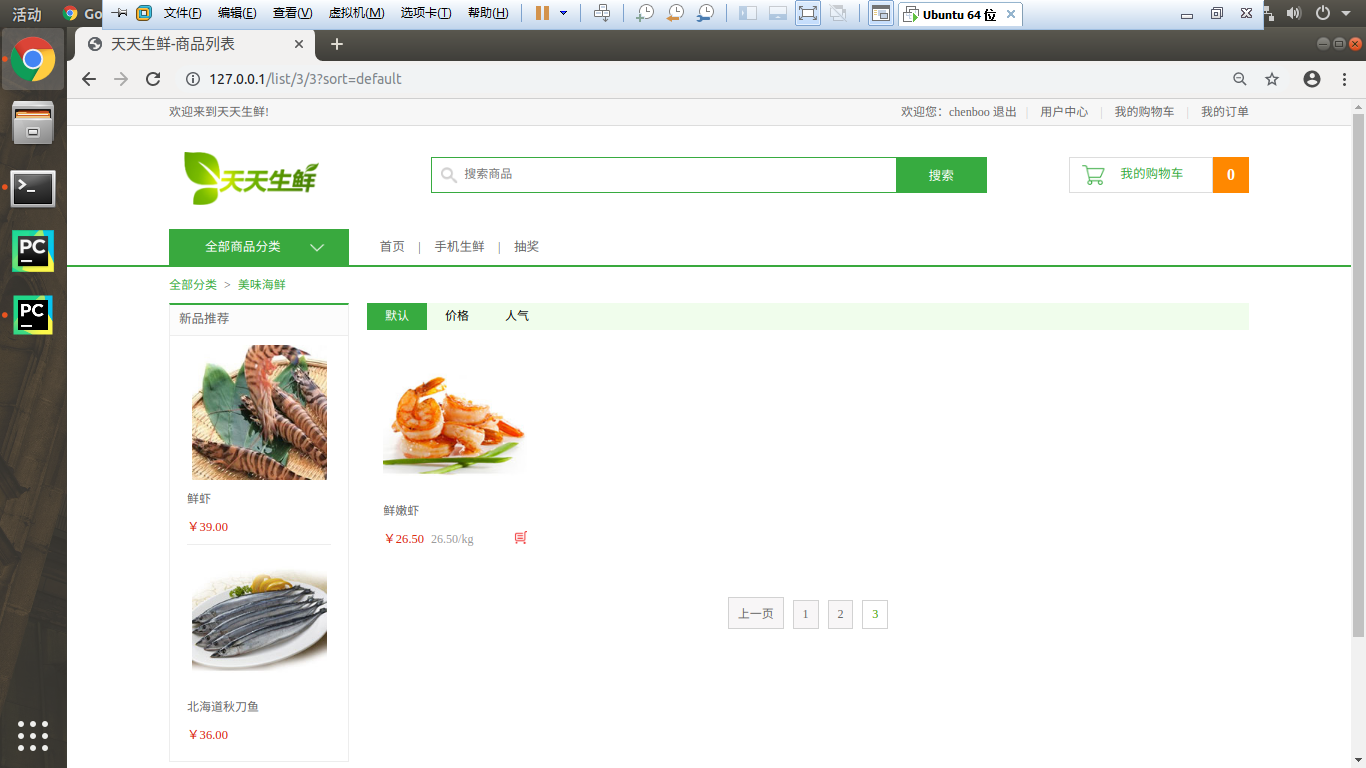 活动 Go 文件(F) 编辑(E) 查看(V) 虚拟机(M) 选项卡(T) 帮助(H) Ubuntu 64 位
天天生鲜-商品列表
127.0.0.1/list/3/3?sort=default
欢迎来到天天生鲜! 欢迎您：chenboo 退出 | 用户中心 | 我的购物车 | 我的订单
天天生鲜 搜索商品 搜索 我的购物车 0
全部商品分类 首页 | 手机生鲜 | 抽奖
全部分类 > 美味海鲜
新品推荐 默认 价格 人气
鲜虾
￥39.00
鲜嫩虾
￥26.50 26.50/kg
上一页 1 2 3
北海道秋刀鱼
￥36.00
PC
PC